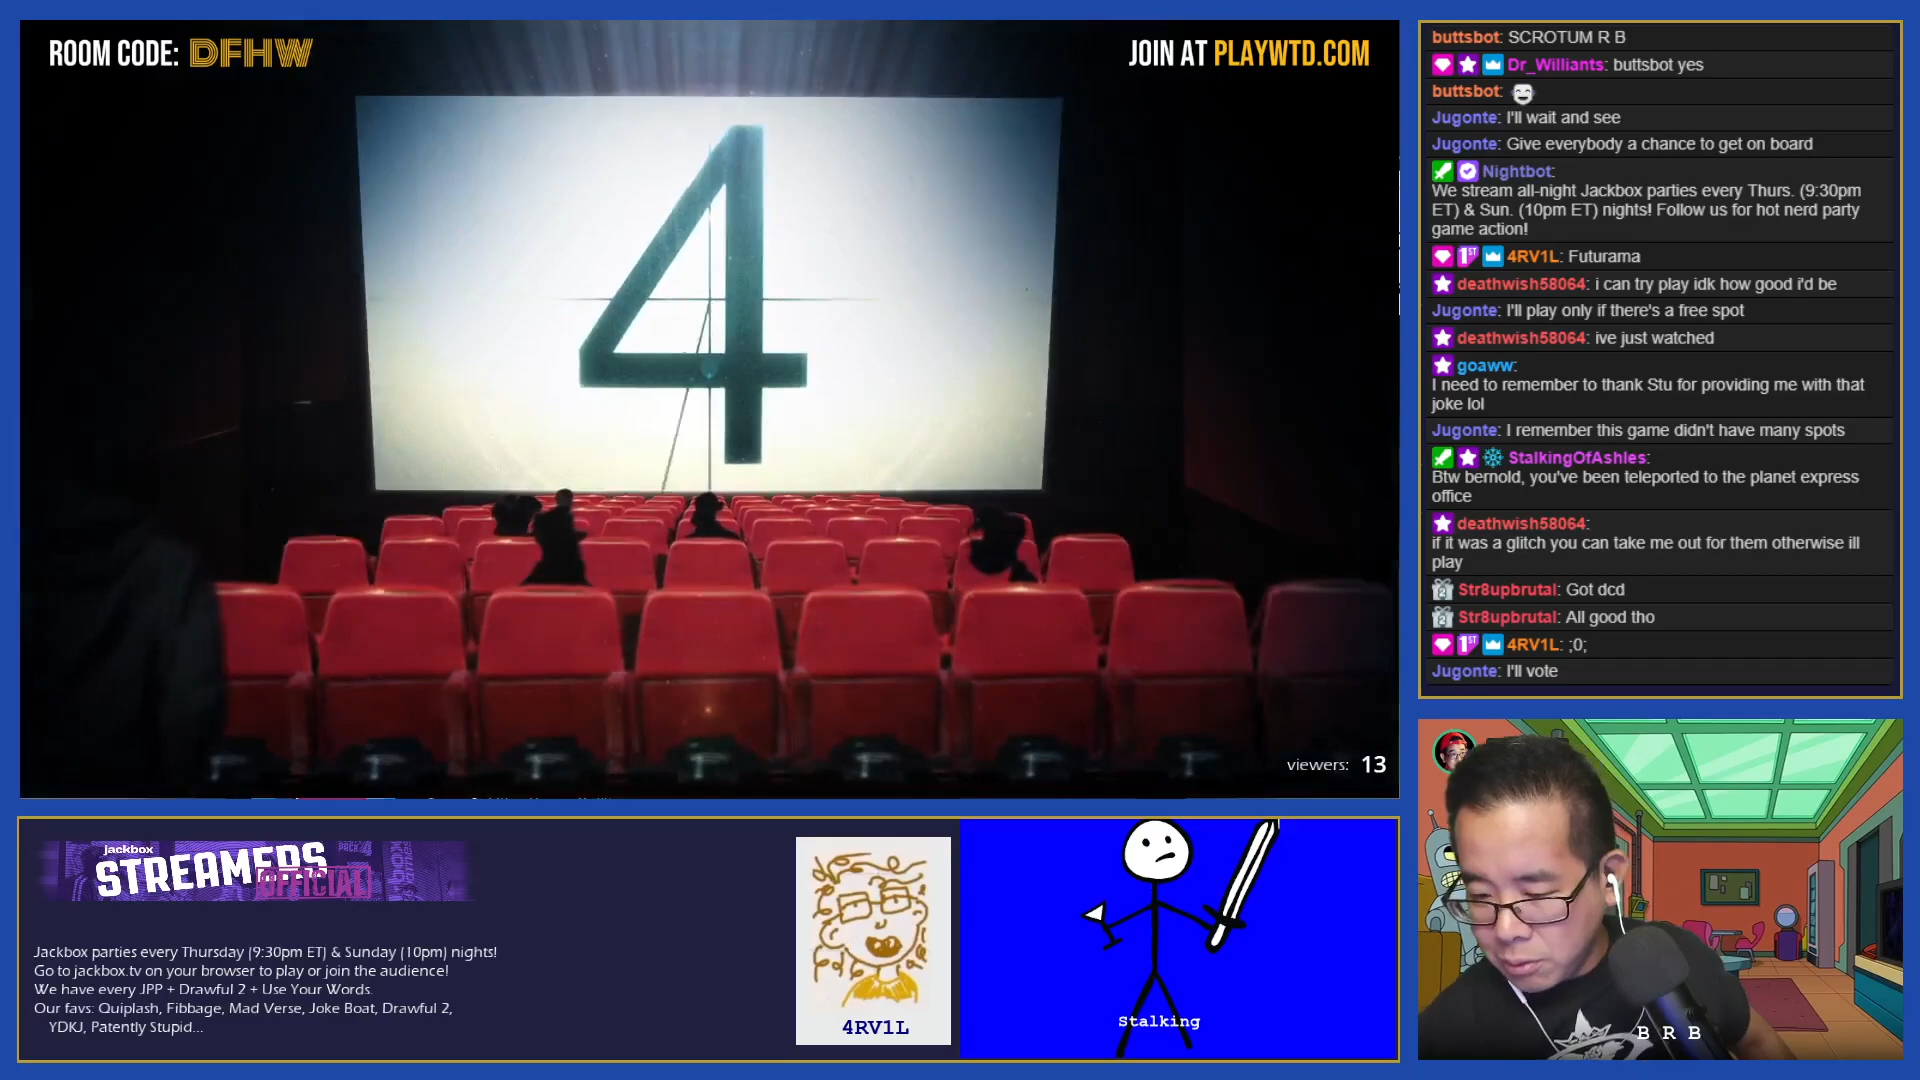 ROOM CODE: DFHW
JOIN AT PLAYWTD.COM
4
viewers: 13
buttsbot: SCROTUM R B
Dr_Williants: buttsbot yes
buttsbot:
Jugonte: I'll wait and see
Jugonte: Give everybody a chance to get on board
Nightbot:
We stream all-night Jackbox parties every Thurs. (9:30pm
ET) & Sun. (10pm ET) nights! Follow us for hot nerd party
game action!
1ST 4RV1L: Futurama
deathwish58064: i can try play idk how good i'd be
Jugonte: I'll play only if there's a free spot
deathwish58064: ive just watched
goaww:
I need to remember to thank Stu for providing me with that
joke lol
Jugonte: I remember this game didn't have many spots
StalkingOfAshles:
Btw bernold, you've been teleported to the planet express
office
deathwish58064:
if it was a glitch you can take me out for them otherwise ill
play
2 Str8upbrutal: Got dcd
2 Str8upbrutal: All good tho
1ST 4RV1L: ;0;
Jugonte: I'll vote
jackbox
STREAMERS
OFFICIAL
Jackbox parties every Thursday (9:30pm ET) & Sunday (10pm) nights!
Go to jackbox.tv on your browser to play or join the audience!
We have every JPP + Drawful 2 + Use Your Words.
Our favs: Quiplash, Fibbage, Mad Verse, Joke Boat, Drawful 2,
YDKJ, Patently Stupid...
4RV1L
Stalking
B R B